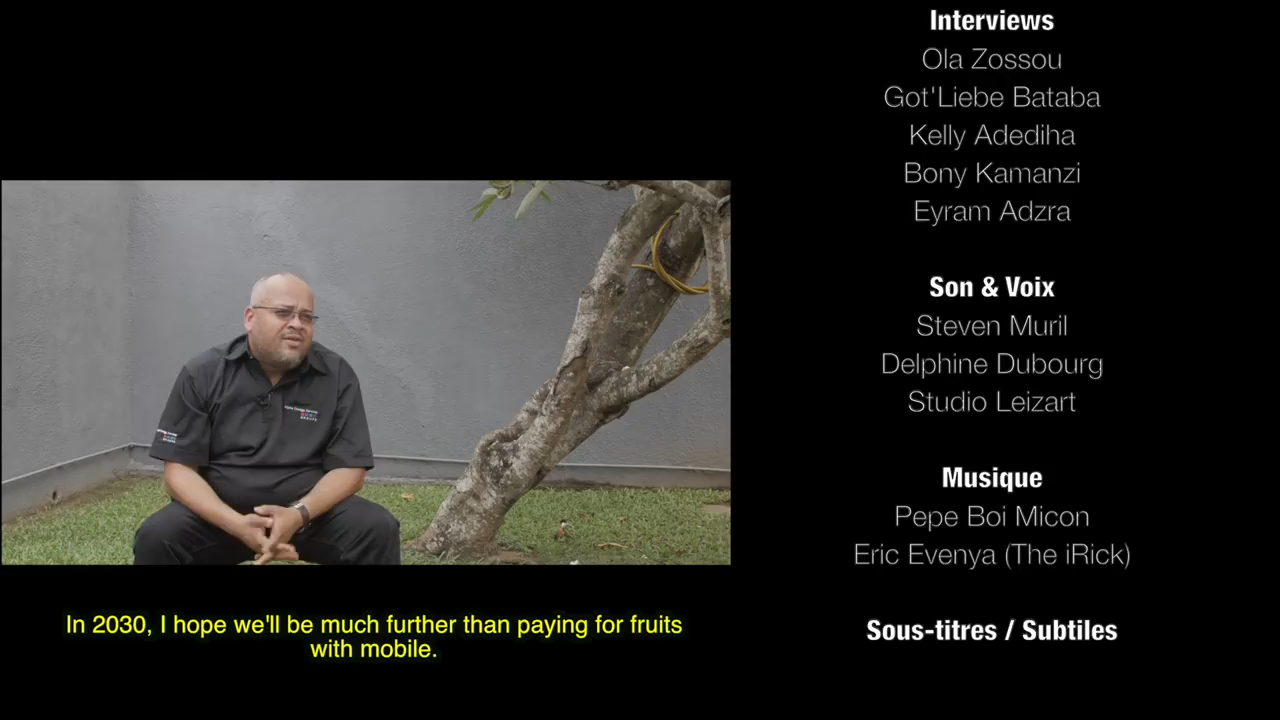 Interviews
Ola Zossou
Got'Liebe Bataba
Kelly Adediha
Bony Kamanzi
Eyram Adzra
Son & Voix
Steven Muril
Delphine Dubourg
Studio Leizart
Musique
Pepe Boi Micon
Eric Evenya (The iRick)
Sous-titres / Subtiles
In 2030, I hope we'll be much further than paying for fruits
with mobile.